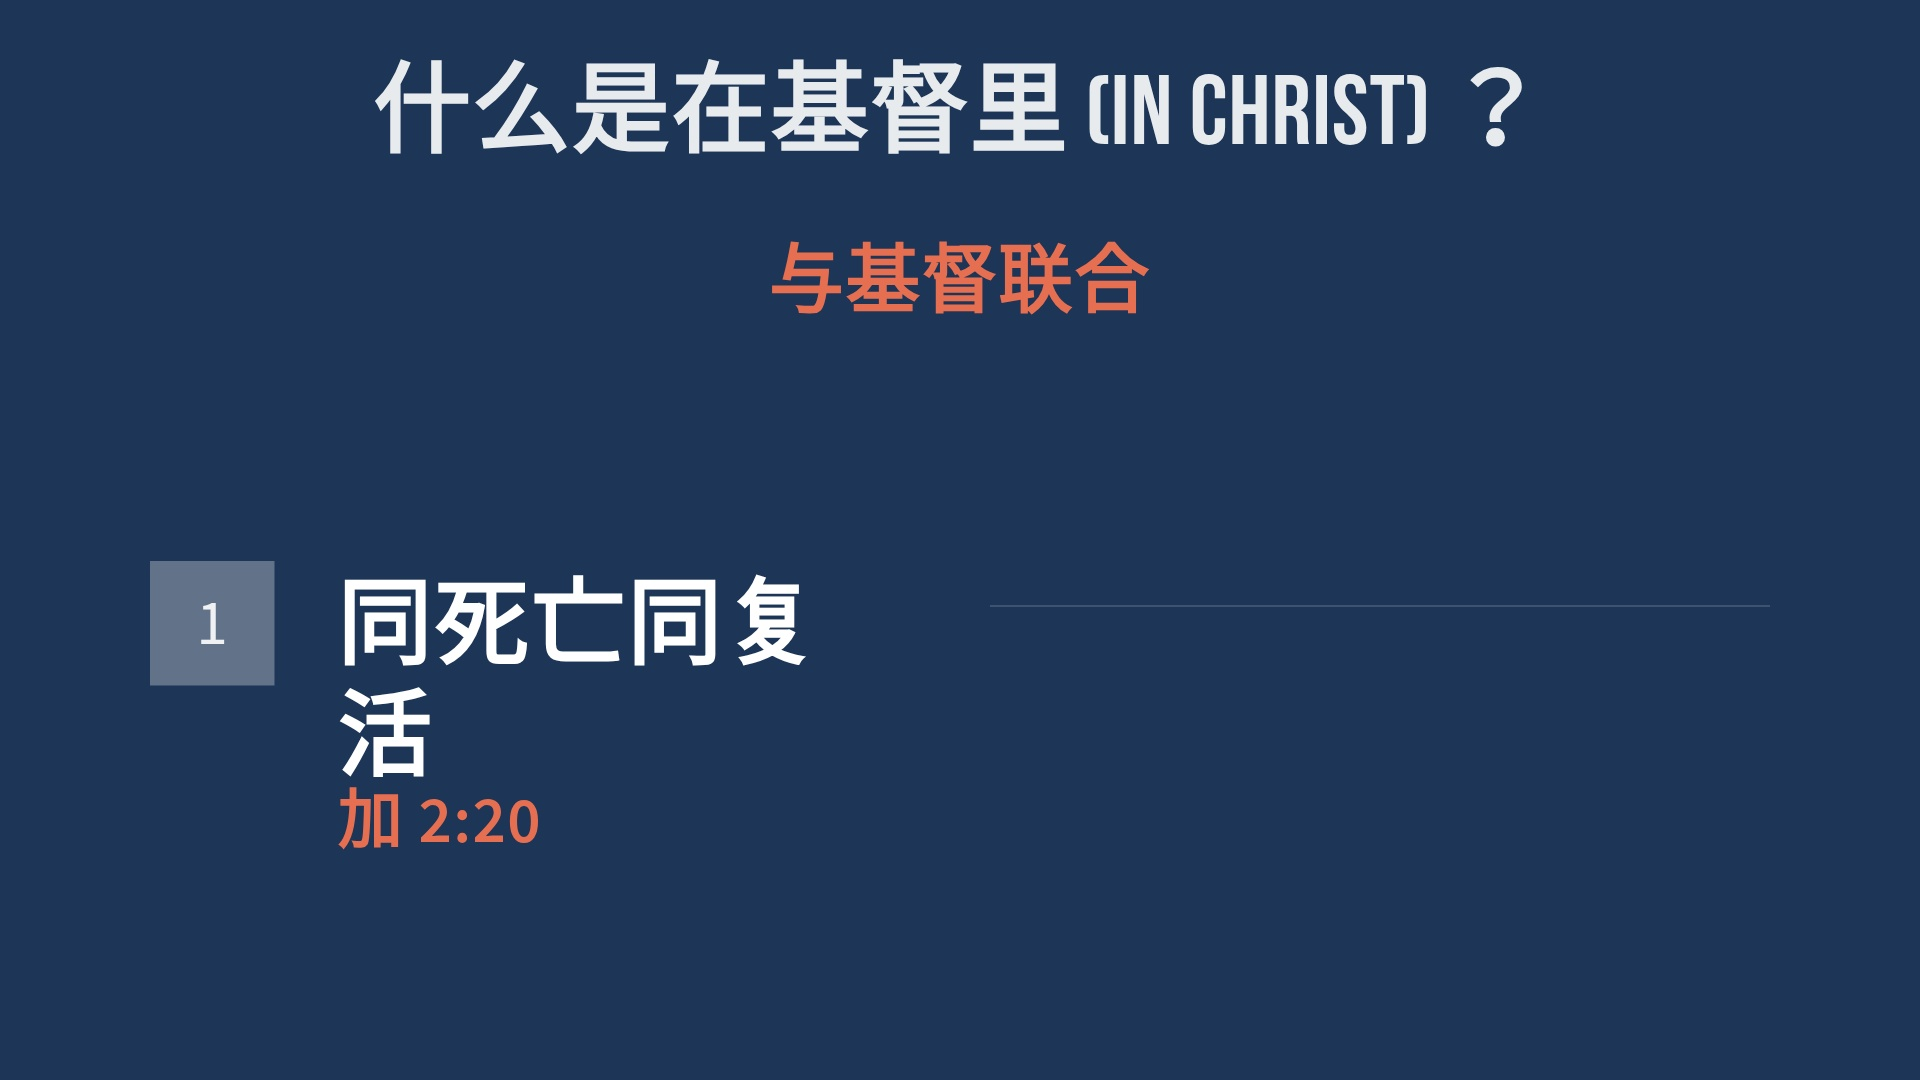 什么是在基督里 (IN CHRIST) ？
与基督联合
1
同死亡同复
活
加 2:20